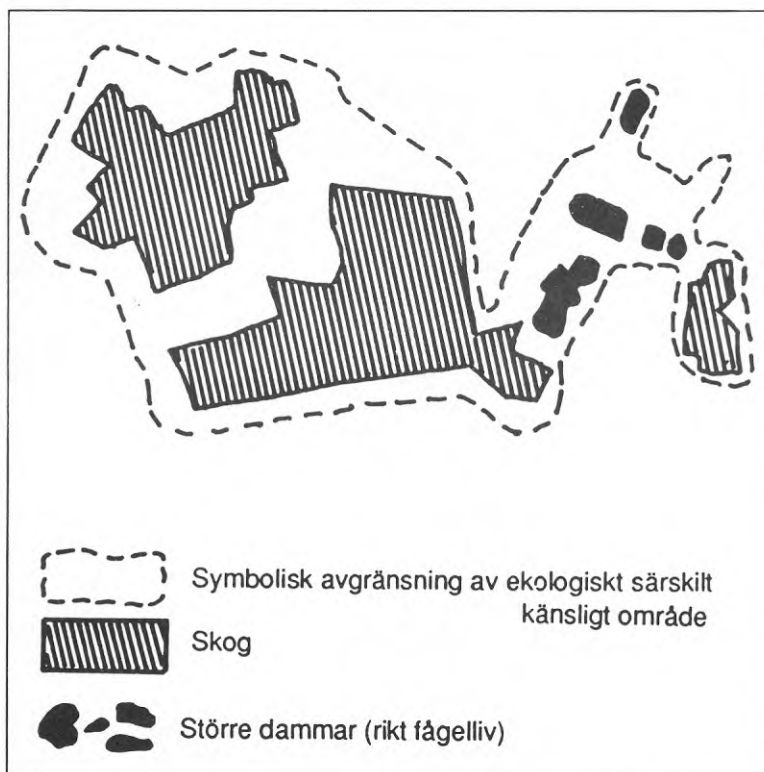 Symbolisk avgränsning av ekologiskt särskilt
känsligt område
Skog
Större dammar (rikt fågelliv)